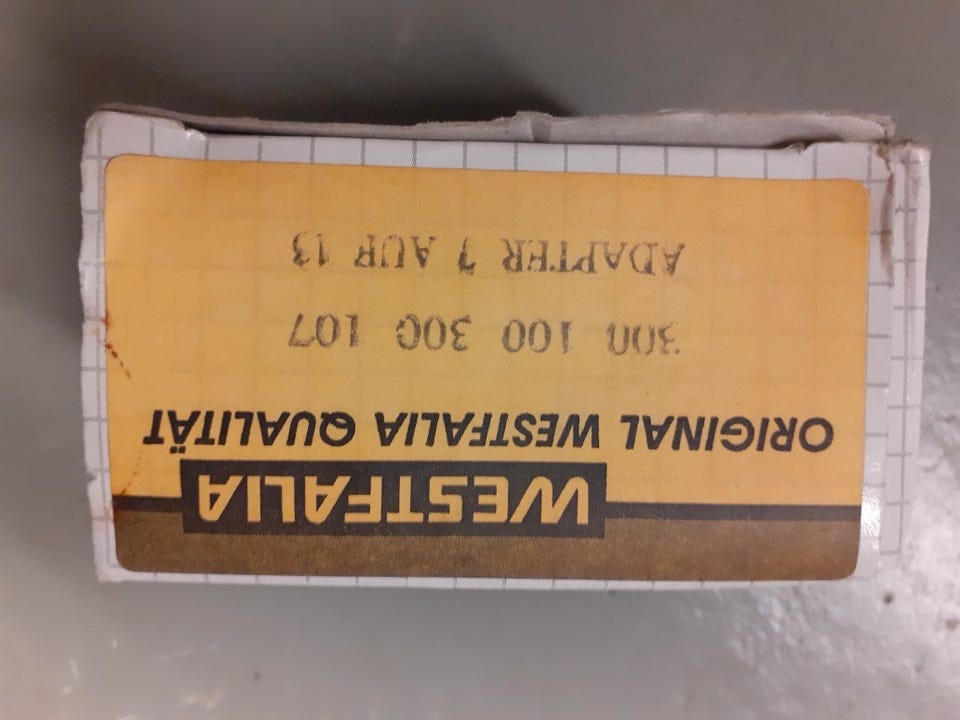 WESTFALIA
ORIGINAL WESTFALIA QUALITÄT
300 100 300 107
ADAPTER 7 AUF 13